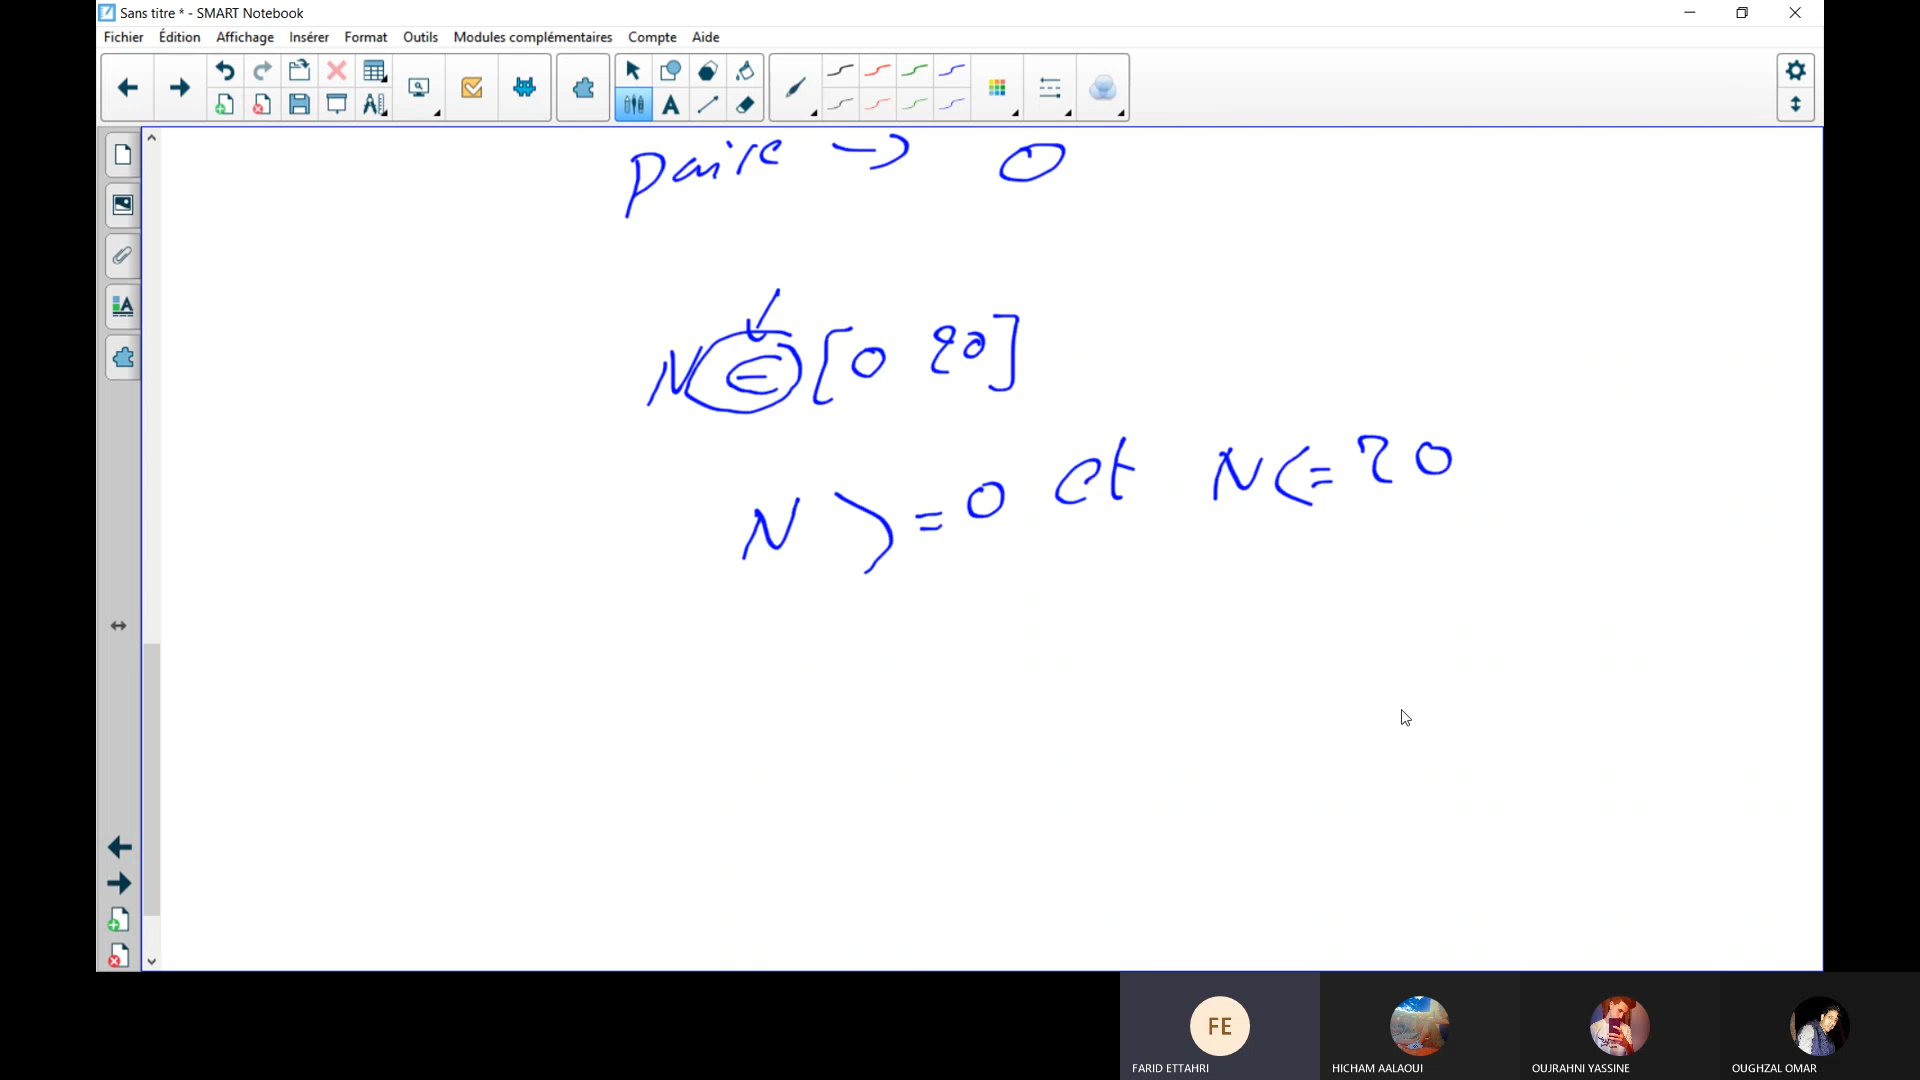 Sans titre * - SMART Notebook
Fichier Édition Affichage Insérer Format Outils Modules complémentaires Compte Aide
paire → 0
N ∈ [0 20]
N >= 0 et N <= 20
FE
FARID ETTAHRI
HICHAM AALAOUI
OUJRAHNI YASSINE
OUGHZAL OMAR